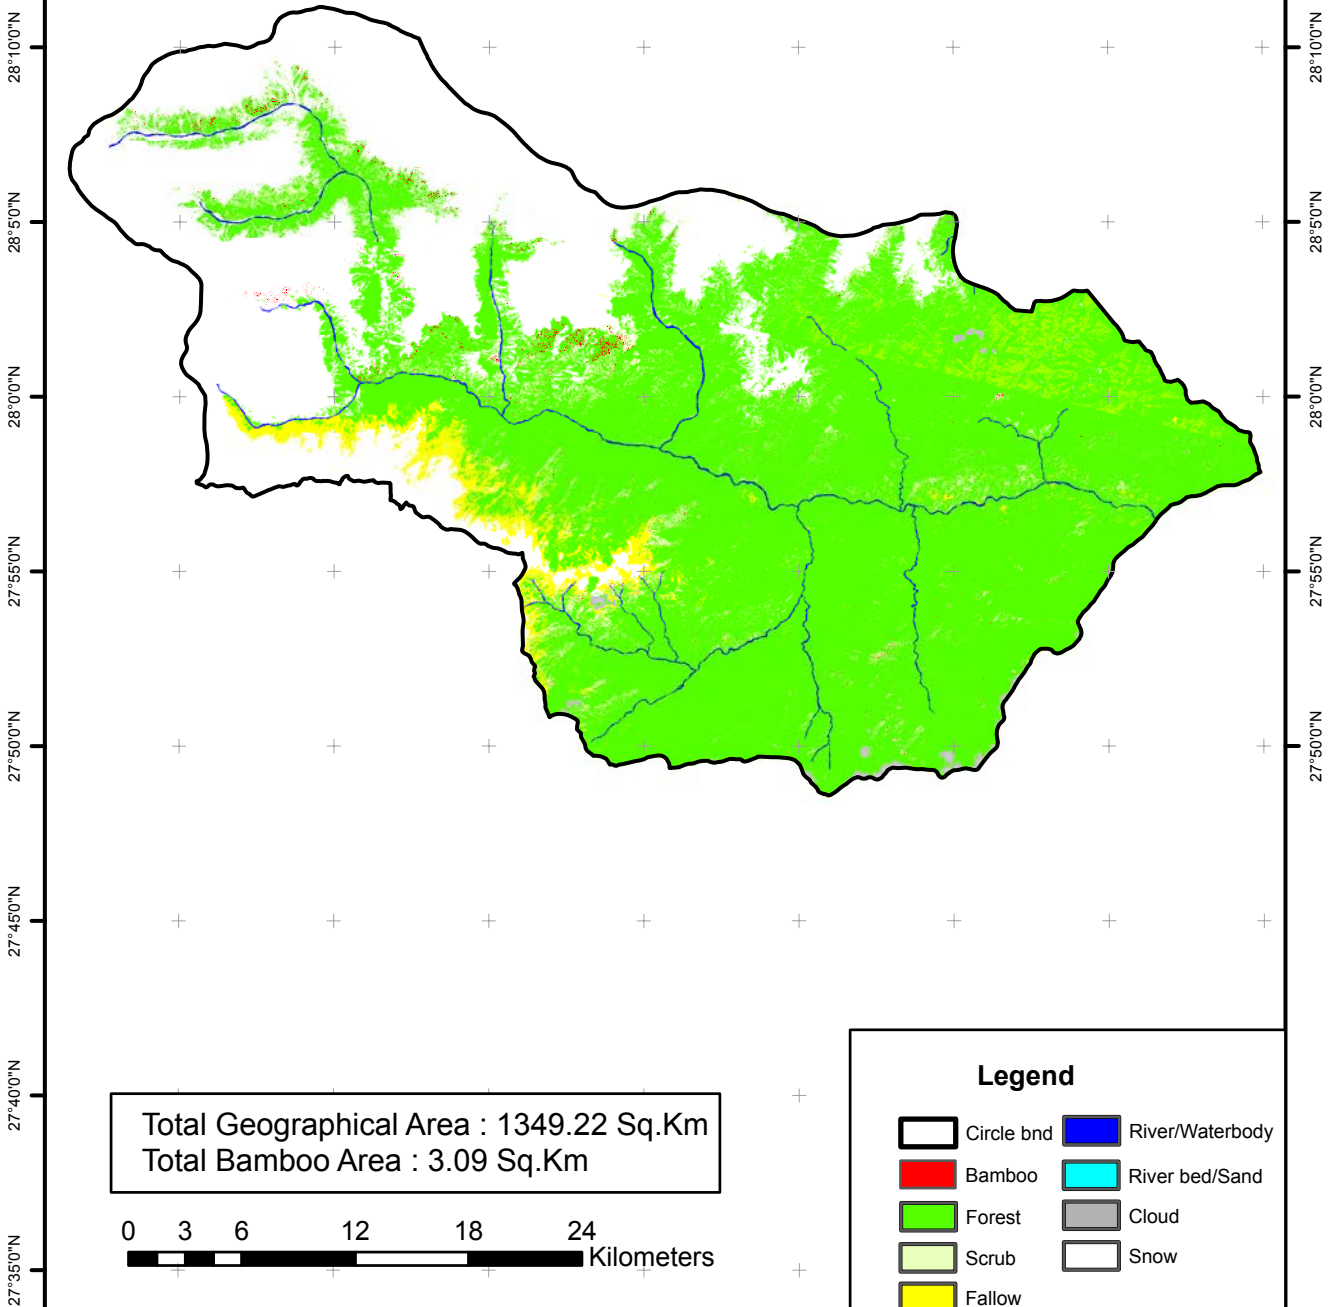 28°10'0"N
28°10'0"N
28°5'0"N
28°5'0"N
28°0'0"N
28°0'0"N
27°55'0"N
27°55'0"N
27°50'0"N
27°50'0"N
27°45'0"N
27°40'0"N
27°35'0"N
Total Geographical Area : 1349.22 Sq.Km
Total Bamboo Area : 3.09 Sq.Km
0 3 6 12 18 24
Kilometers
Legend
Circle bnd
River/Waterbody
Bamboo
River bed/Sand
Forest
Cloud
Scrub
Snow
Fallow